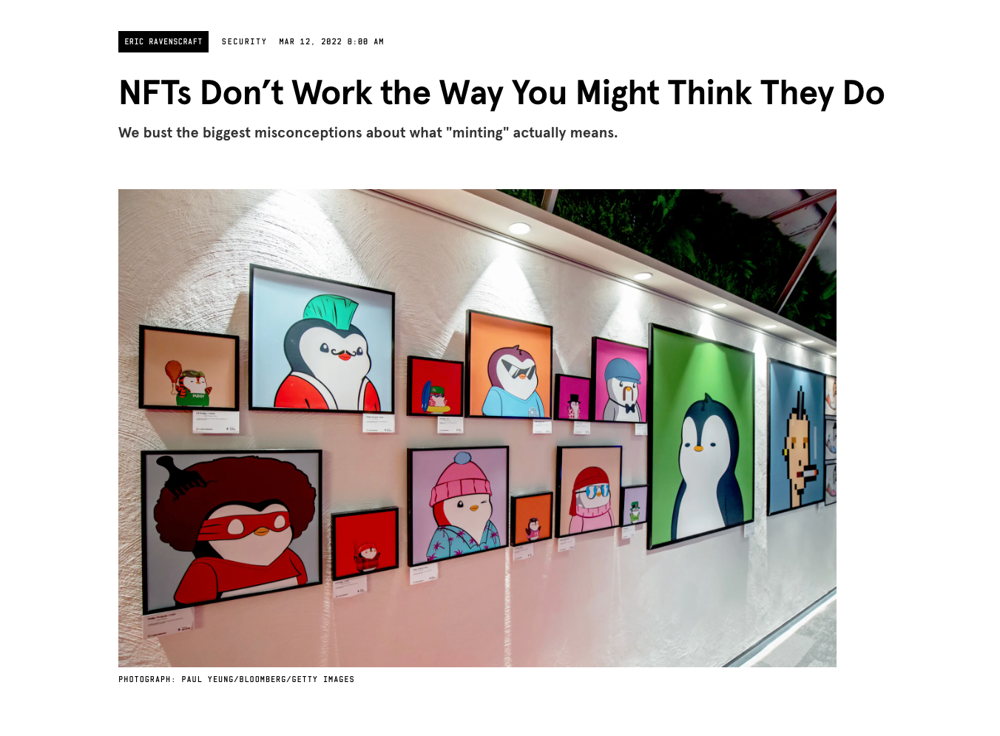 ERIC RAVENSCRAFT SECURITY MAR 12, 2022 8:00 AM
NFTs Don’t Work the Way You Might Think They Do
We bust the biggest misconceptions about what "minting" actually means.
PUDGY
PHOTOGRAPH: PAUL YEUNG/BLOOMBERG/GETTY IMAGES